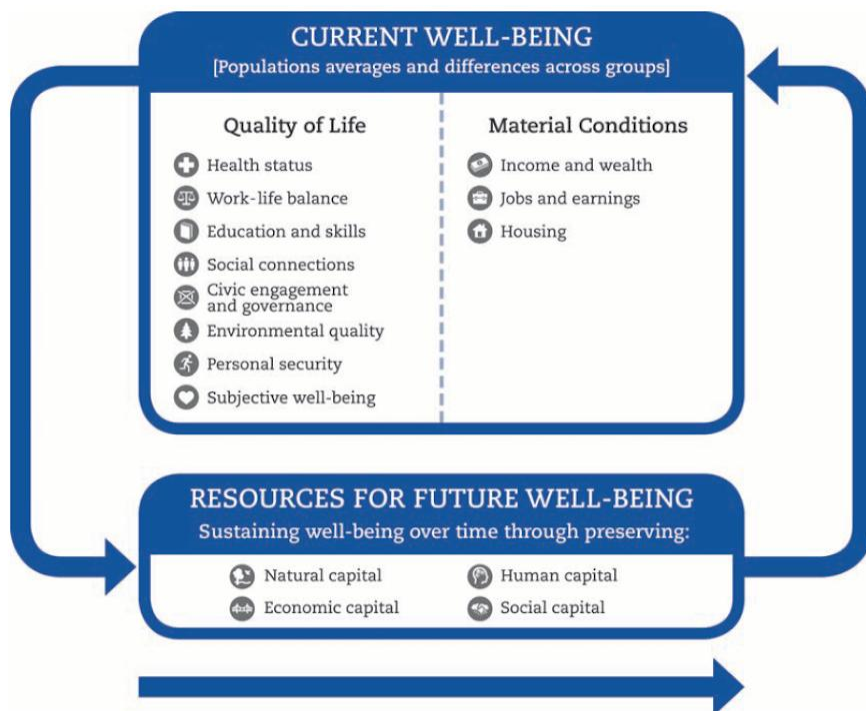 CURRENT WELL-BEING
[Populations averages and differences across groups]
Quality of Life
Health status
Work-life balance
Education and skills
Social connections
Civic engagement
and governance
Environmental quality
Personal security
Subjective well-being
Material Conditions
Income and wealth
Jobs and earnings
Housing
RESOURCES FOR FUTURE WELL-BEING
Sustaining well-being over time through preserving:
Natural capital
Economic capital
Human capital
Social capital